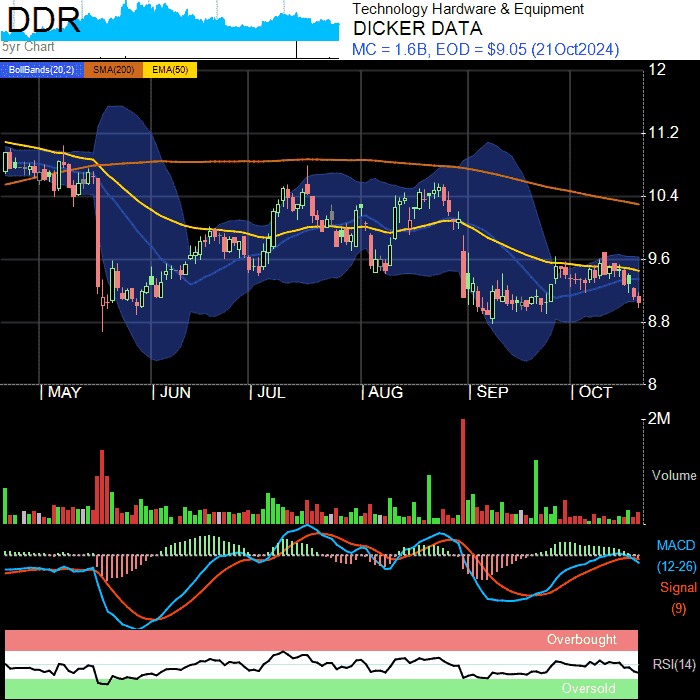 DDR
5yr Chart
Technology Hardware & Equipment
DICKER DATA
MC = 1.6B, EOD = $9.05 (21Oct2024)
BollBands(20,2) SMA(200) EMA(50)
12
11.2
10.4
9.6
8.8
8
MAY JUN JUL AUG SEP OCT
2M
Volume
MACD
(12-26)
Signal
(9)
Overbought
RSI(14)
Oversold